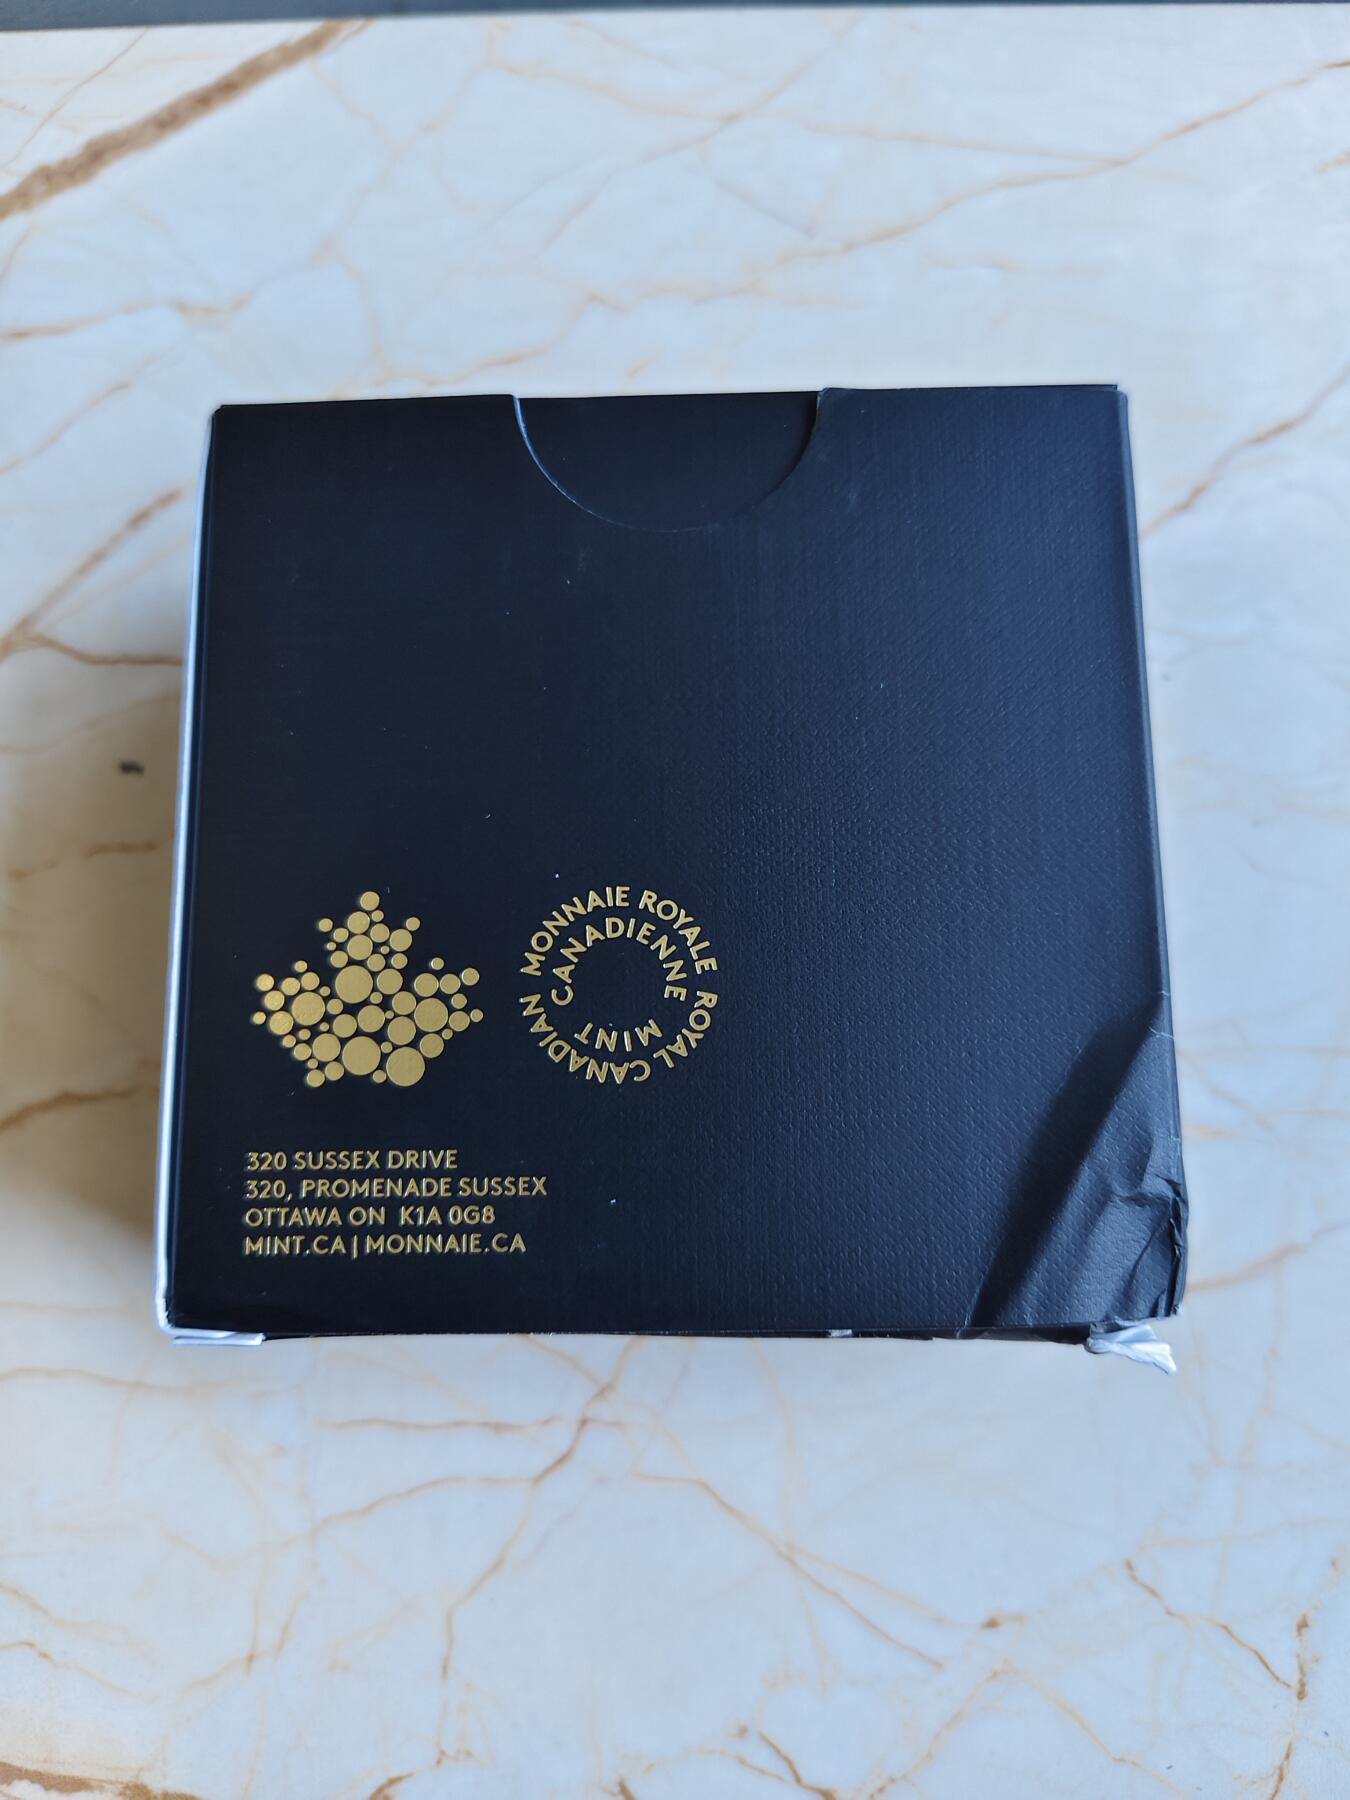 MONNAIE ROYALE
CANADIENNE
ROYAL CANADIAN
MINT
320 SUSSEX DRIVE
320, PROMENADE SUSSEX
OTTAWA ON K1A 0G8
MINT.CA | MONNAIE.CA